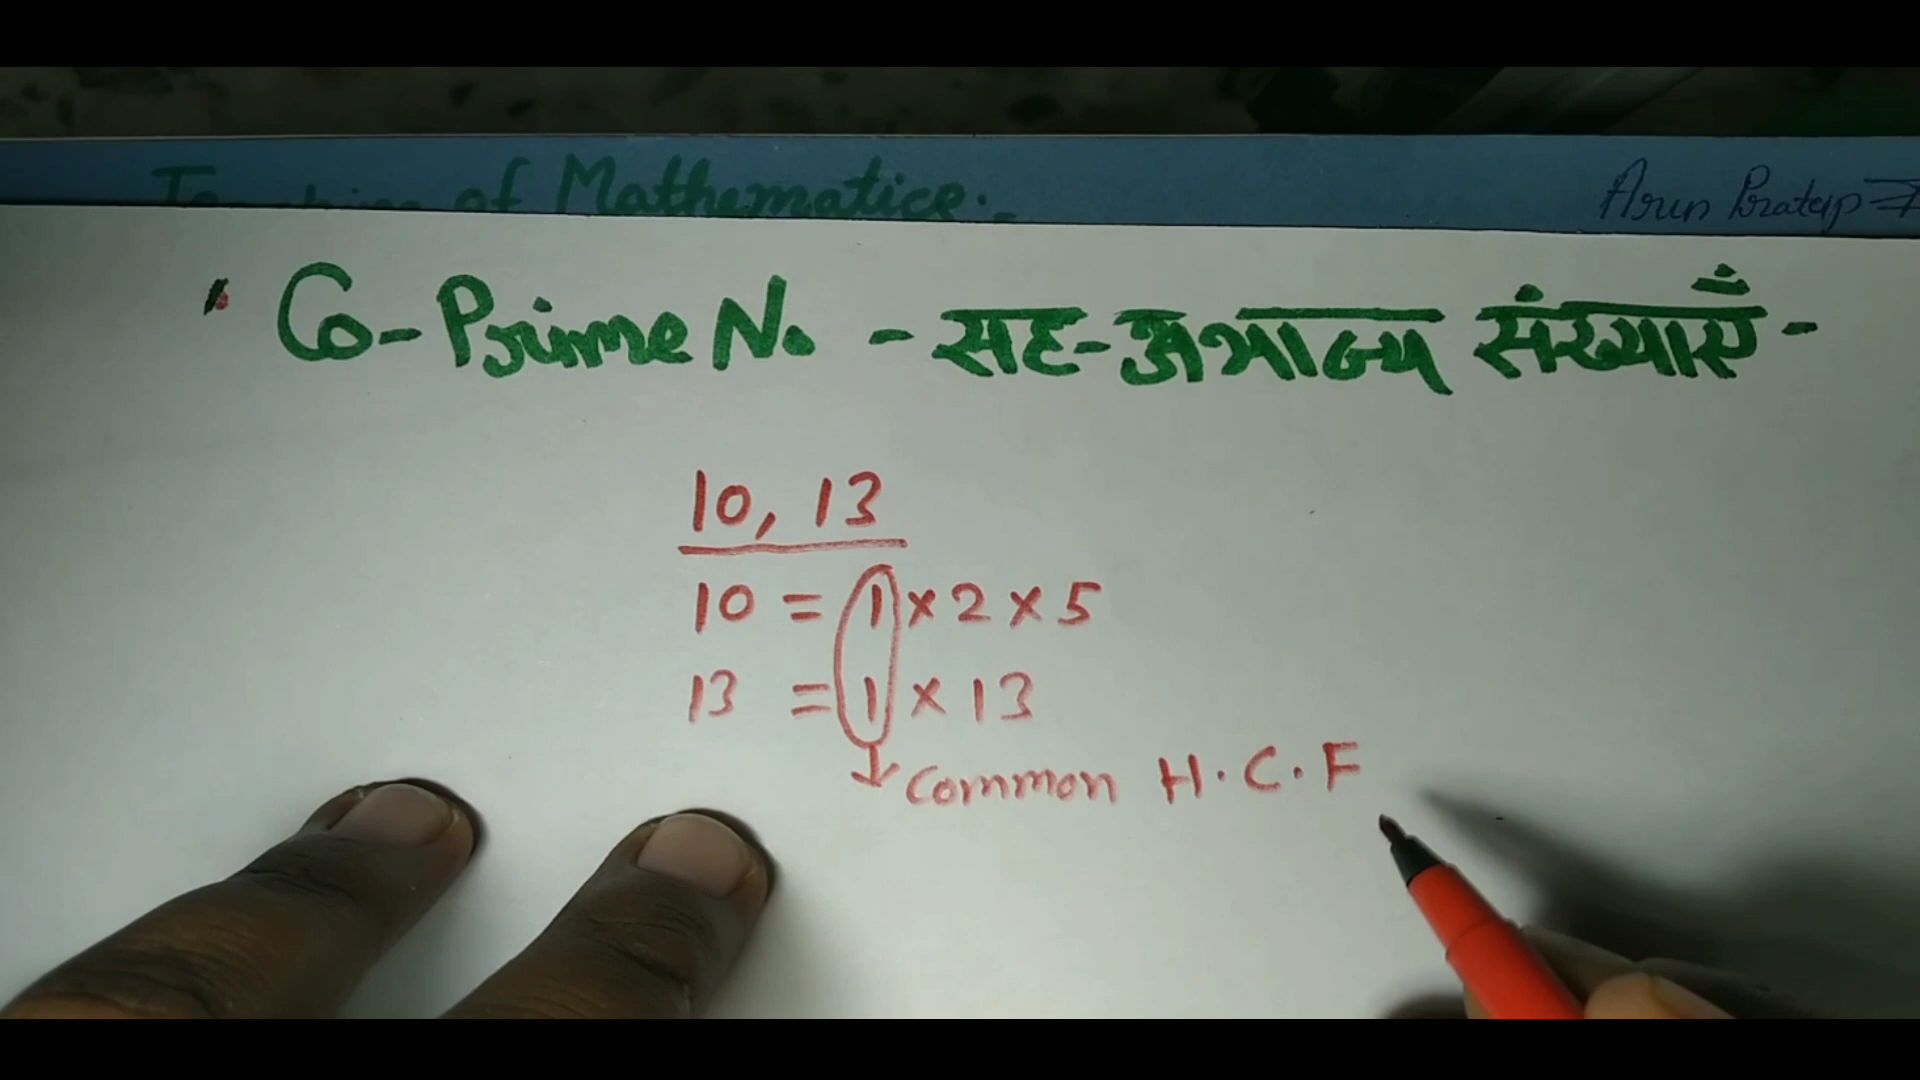 Teaching of Mathematics:-
Arun Pratap
Co-Prime No. - सह-अभाज्य संख्याएँ -
10, 13
10 = 1 × 2 × 5
13 = 1 × 13
Common H.C.F